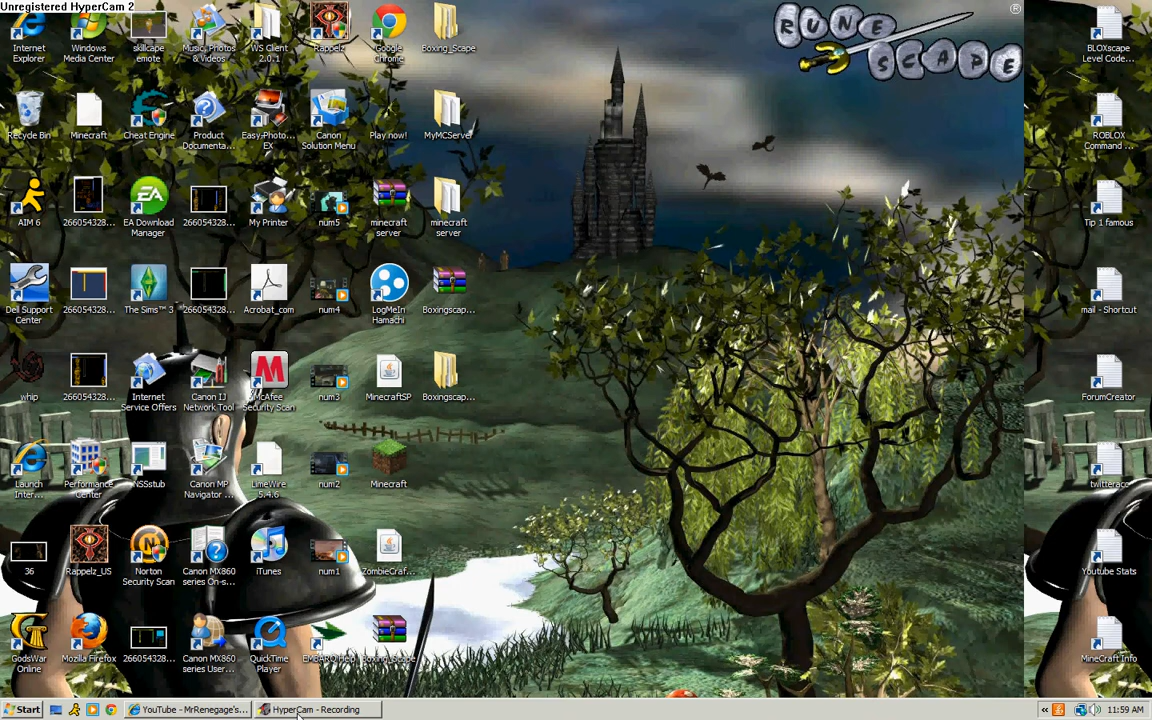 Unregistered HyperCam 2
RUNE
SCAPE
Internet
Explorer
Windows
Media Center
skillcape
emote
Music, Photos
& Videos
WS Client
2.0.1
Rappelz
Google
Chrome
Boxing_Scape
BLOXscape
Level Code...
Recycle Bin
Minecraft
Cheat Engine
Product
Documenta...
Easy-Photo...
EX
Canon
Solution Menu
Play now!
MyMCServer
ROBLOX
Command ...
AIM 6
266054328...
EA Download
Manager
266054328...
My Printer
num5
minecraft
server
minecraft
server
Tip 1 famous
Dell Support
Center
266054328...
The Sims™ 3
266054328...
Acrobat_com
num4
LogMeIn
Hamachi
Boxingscap...
mail - Shortcut
whip
266054328...
Internet
Service Offers
Canon IJ
Network Tool
McAfee
Security Scan
num3
MinecraftSP
Boxingscap...
ForumCreator
Launch
Inter...
Performance
Center
NSSstub
Canon MP
Navigator ...
LimeWire
5.4.6
num2
Minecraft
twitteracc
36
Rappelz_US
Norton
Security Scan
Canon MX860
series On-s...
iTunes
num1
ZombieCraf...
Youtube Stats
GodsWar
Online
Mozilla Firefox
266054328...
Canon MX860
series User...
QuickTime
Player
Boxing_Scape
MineCraft Info
Start
YouTube - MrRenegage's...
HyperCam - Recording
11:59 AM